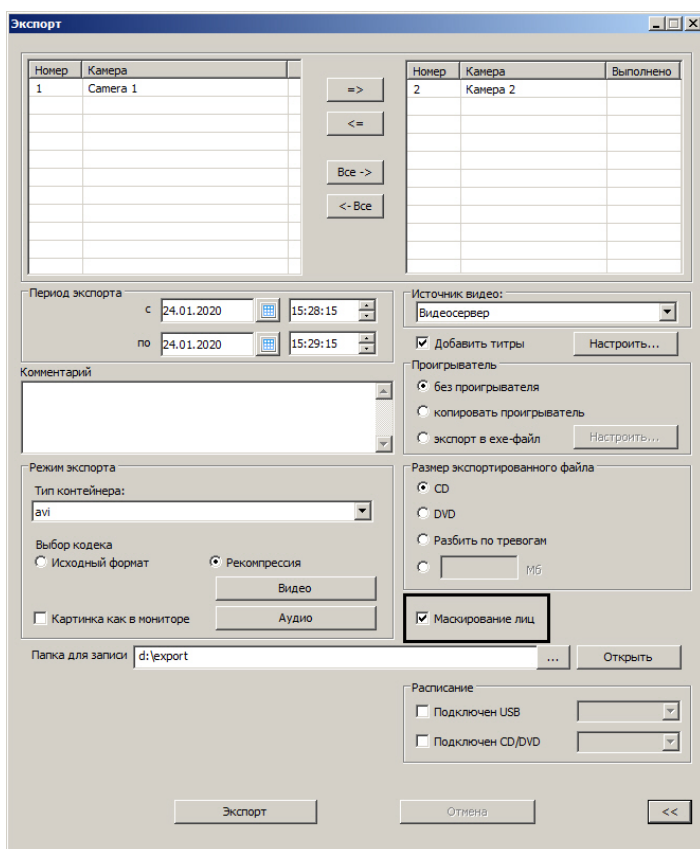 Экспорт
Номер Камера
1 Camera 1
=>
<=
Все ->
<- Все
Номер Камера Выполнено
2 Камера 2
Период экспорта
с 24.01.2020 15:28:15
по 24.01.2020 15:29:15
Источник видео:
Видеосервер
Добавить титры Настроить...
Комментарий
Проигрыватель
без проигрывателя
копировать проигрыватель
экспорт в exe-файл Настроить...
Режим экспорта
Тип контейнера:
avi
Выбор кодека
Исходный формат Рекомпрессия
Видео
Картинка как в мониторе Аудио
Размер экспортированного файла
CD
DVD
Разбить по тревогам
Мб
Маскирование лиц
Папка для записи d:\export ... Открыть
Расписание
Подключен USB
Подключен CD/DVD
Экспорт Отмена <<